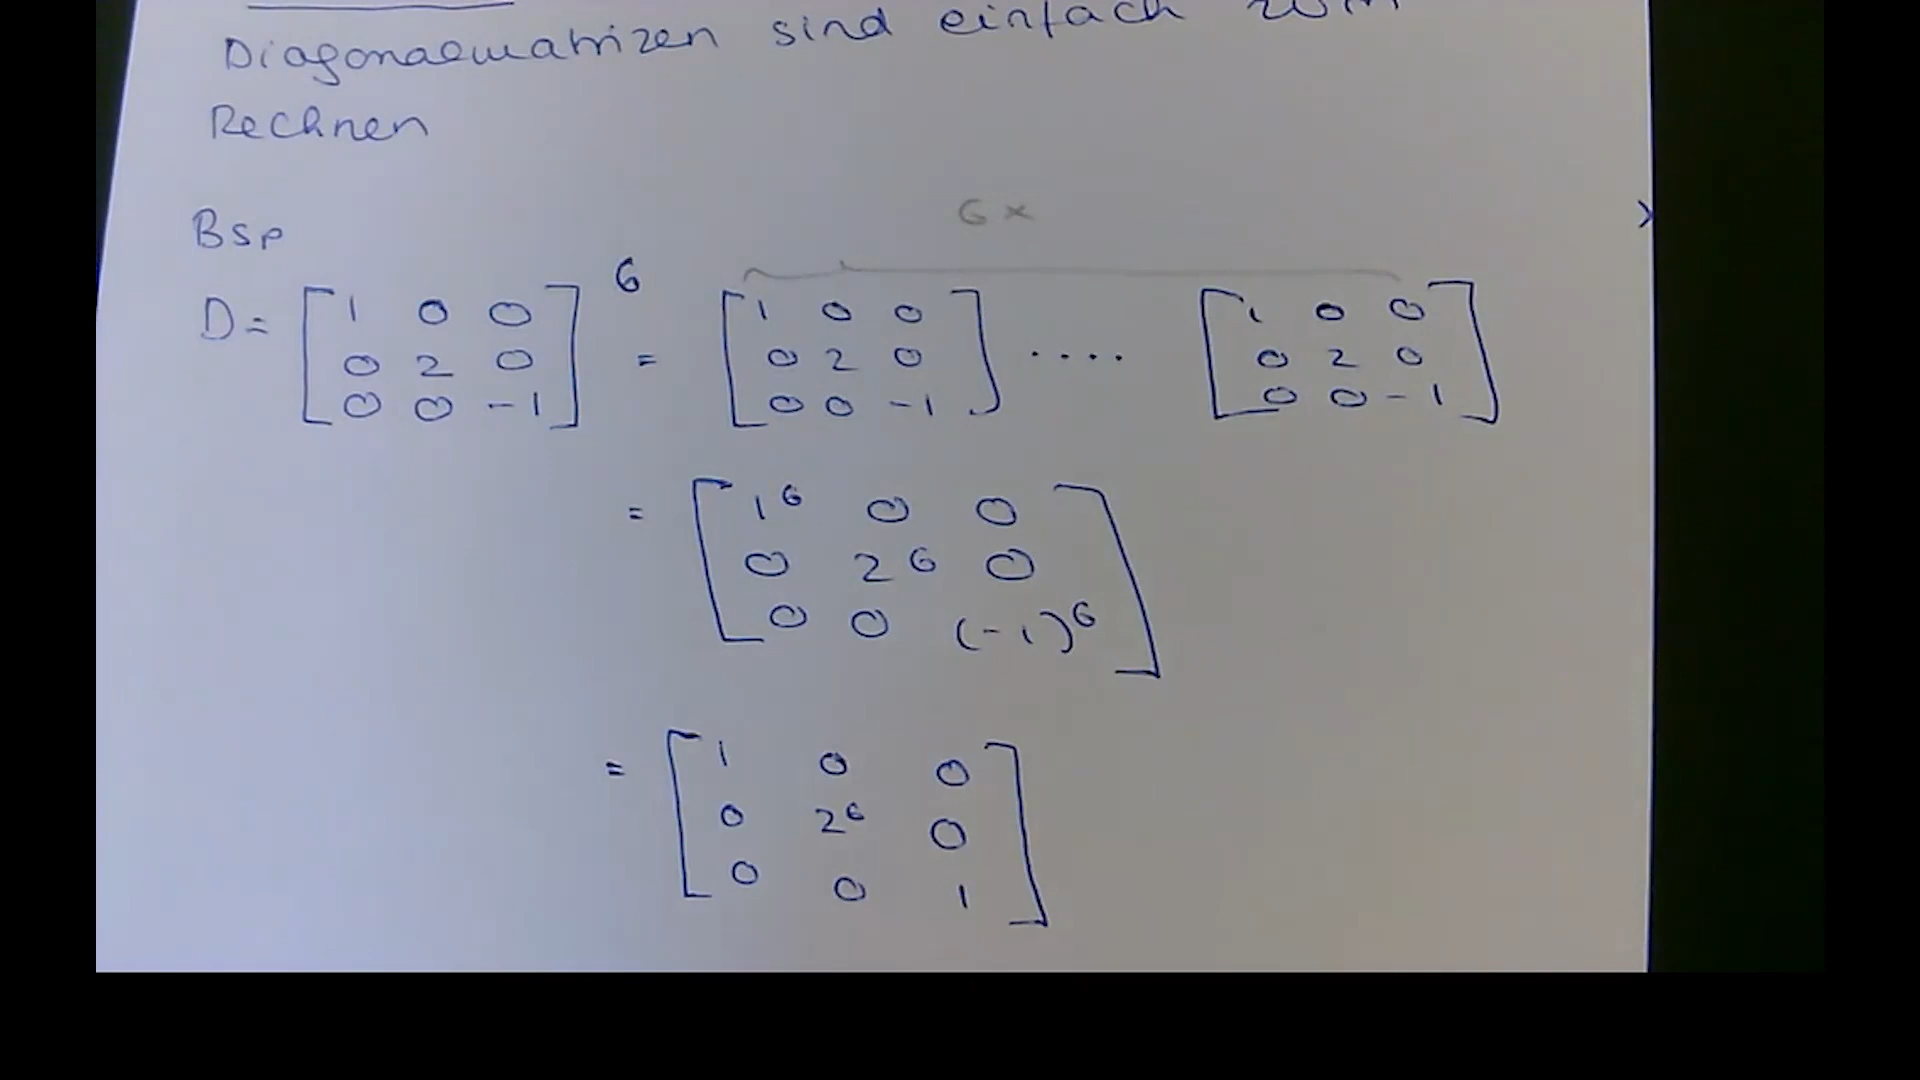 Diagonalmatrizen sind einfach zum
Rechnen
Bsp
6x
D = [1 0 0; 0 2 0; 0 0 -1]^6 = [1 0 0; 0 2 0; 0 0 -1] .... [1 0 0; 0 2 0; 0 0 -1]
= [1^6 0 0; 0 2^6 0; 0 0 (-1)^6]
= [1 0 0; 0 2^6 0; 0 0 1]